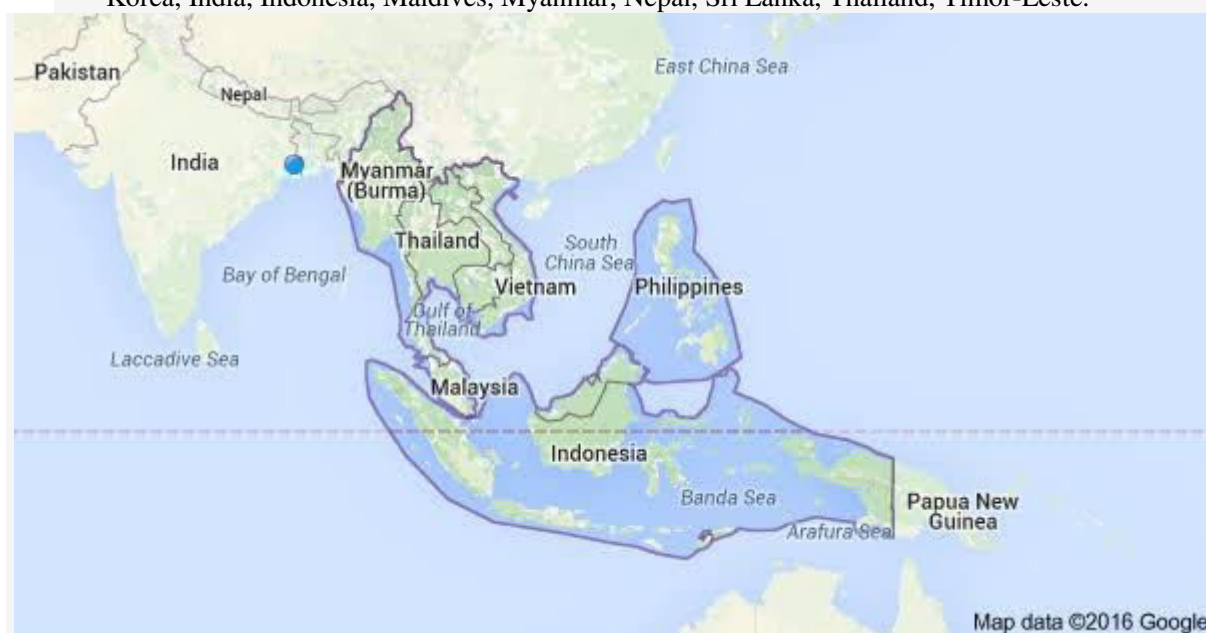 Korea, India, Indonesia, Maldives, Myanmar, Nepal, Sri Lanka, Thailand, Timor-Leste.
East China Sea
Pakistan
Nepal
India
Myanmar
(Burma)
Thailand
South
China Sea
Bay of Bengal
Vietnam
Philippines
Gulf of
Thailand
Laccadive Sea
Malaysia
Indonesia
Banda Sea
Papua New
Guinea
Arafura Sea
Map data ©2016 Google